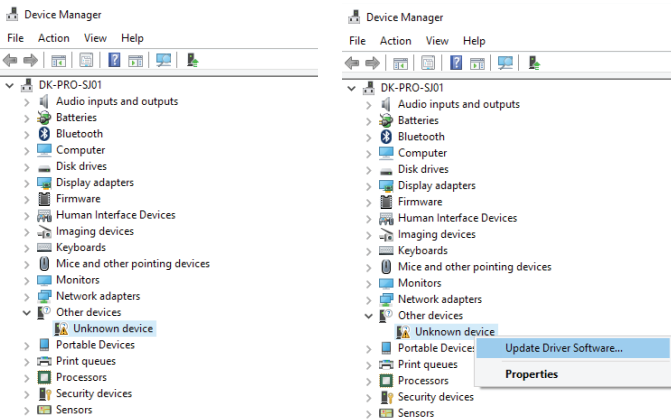 Device Manager
File Action View Help
DK-PRO-SJ01
Audio inputs and outputs
Batteries
Bluetooth
Computer
Disk drives
Display adapters
Firmware
Human Interface Devices
Imaging devices
Keyboards
Mice and other pointing devices
Monitors
Network adapters
Other devices
Unknown device
Portable Devices
Print queues
Processors
Security devices
Sensors
Device Manager
File Action View Help
DK-PRO-SJ01
Audio inputs and outputs
Batteries
Bluetooth
Computer
Disk drives
Display adapters
Firmware
Human Interface Devices
Imaging devices
Keyboards
Mice and other pointing devices
Monitors
Network adapters
Other devices
Unknown device
Portable Devices
Print queues
Processors
Security devices
Sensors
Update Driver Software...
Properties